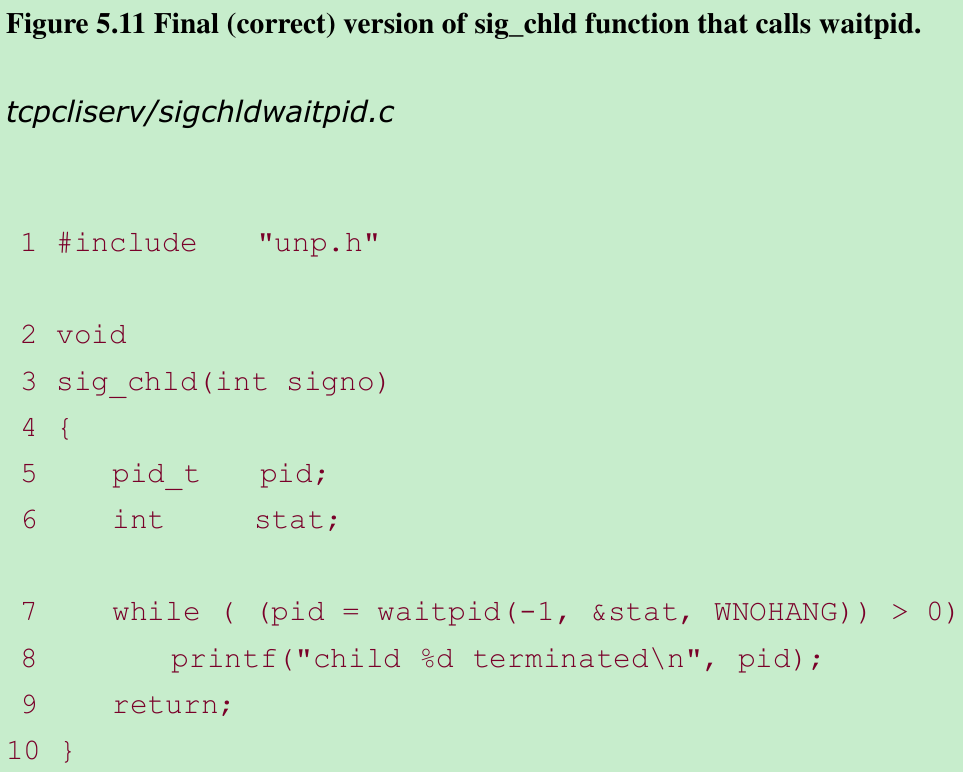 Figure 5.11 Final (correct) version of sig_chld function that calls waitpid.
tcpcliserv/sigchldwaitpid.c
1 #include "unp.h"
2 void
3 sig_chld(int signo)
4 {
5 pid_t pid;
6 int stat;
7 while ( (pid = waitpid(-1, &stat, WNOHANG)) > 0)
8 printf("child %d terminated\n", pid);
9 return;
10 }